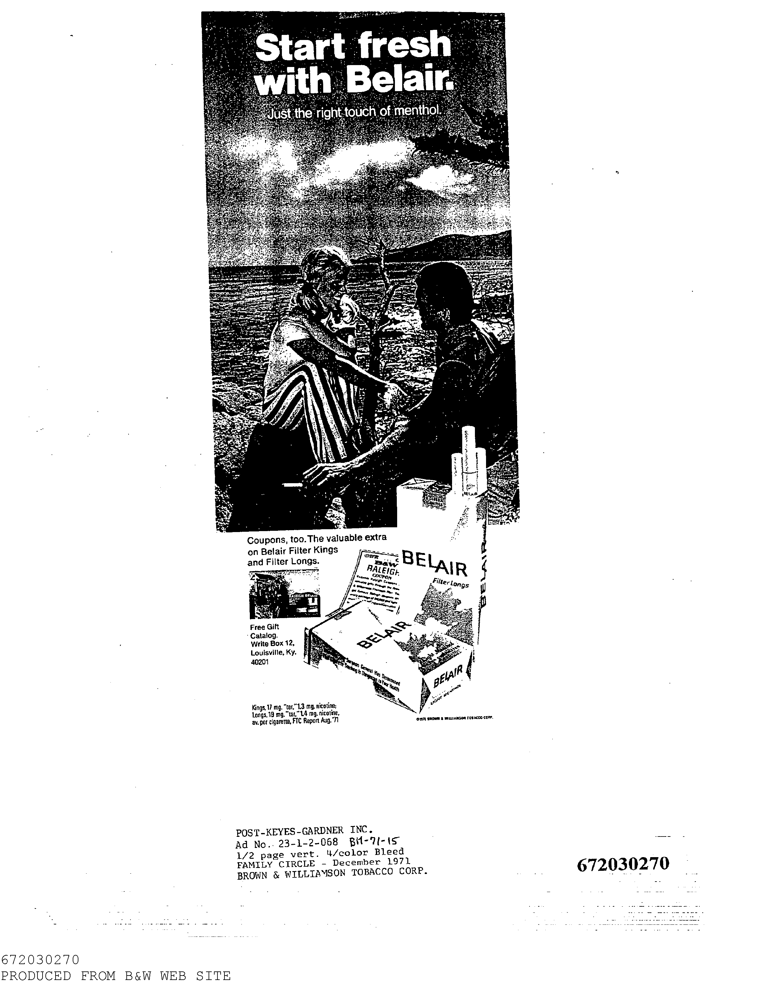 Start fresh
with Belair.
Just the right touch of menthol.
Coupons, too. The valuable extra
on Belair Filter Kings
and Filter Longs.
B&W
RALEIGH
COUPON
BELAIR
Filter Longs
BELAIR
Free Gift
Catalog.
Write Box 12,
Louisville, Ky.
40201
BELAIR
BELAIR
Kings, 17 mg. "tar," 1.3 mg. nicotine;
Longs, 19 mg. "tar," 1.4 mg. nicotine,
av. per cigarette, FTC Report Aug. '71
©1971 BROWN & WILLIAMSON TOBACCO CORP.
POST-KEYES-GARDNER INC.
Ad No. 23-1-2-068 BM-71-15
1/2 page vert. 4/color Bleed
FAMILY CIRCLE - December 1971
BROWN & WILLIAMSON TOBACCO CORP.
672030270
672030270
PRODUCED FROM B&W WEB SITE